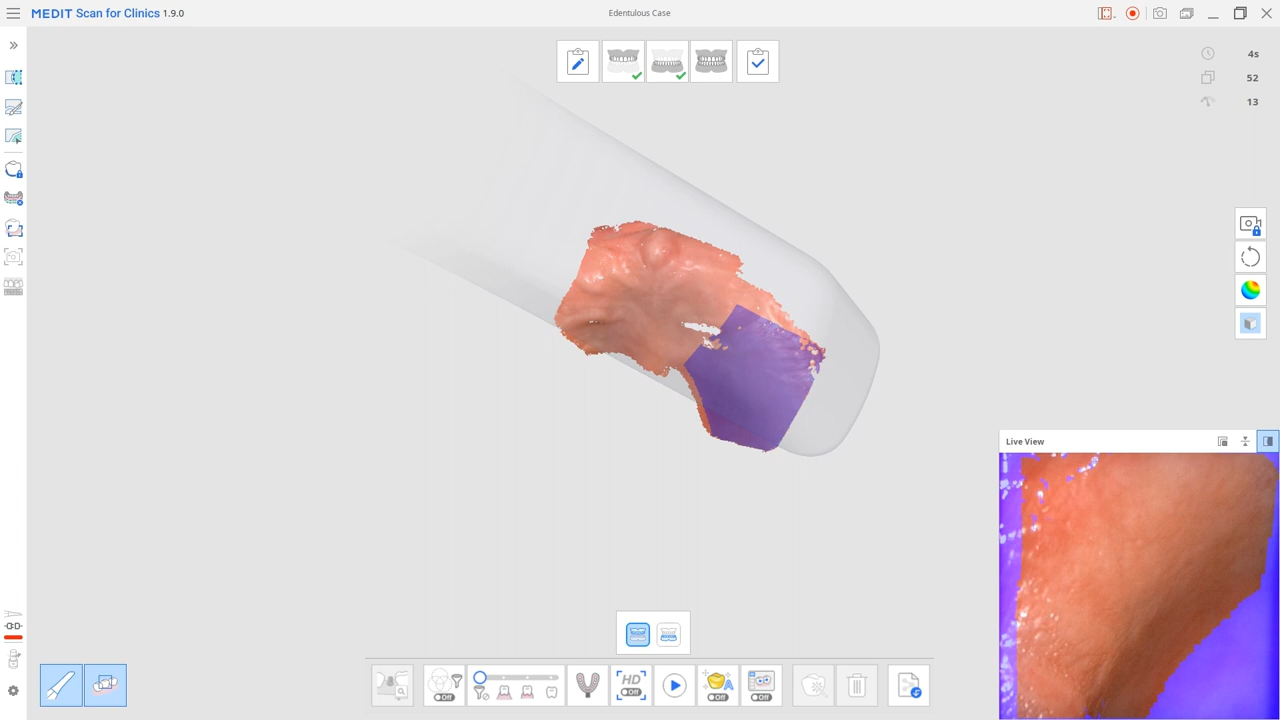 MEDIT Scan for Clinics 1.9.0
Edentulous Case
4s
52
13
Live View
Off
HD
Off
A
Off
Off